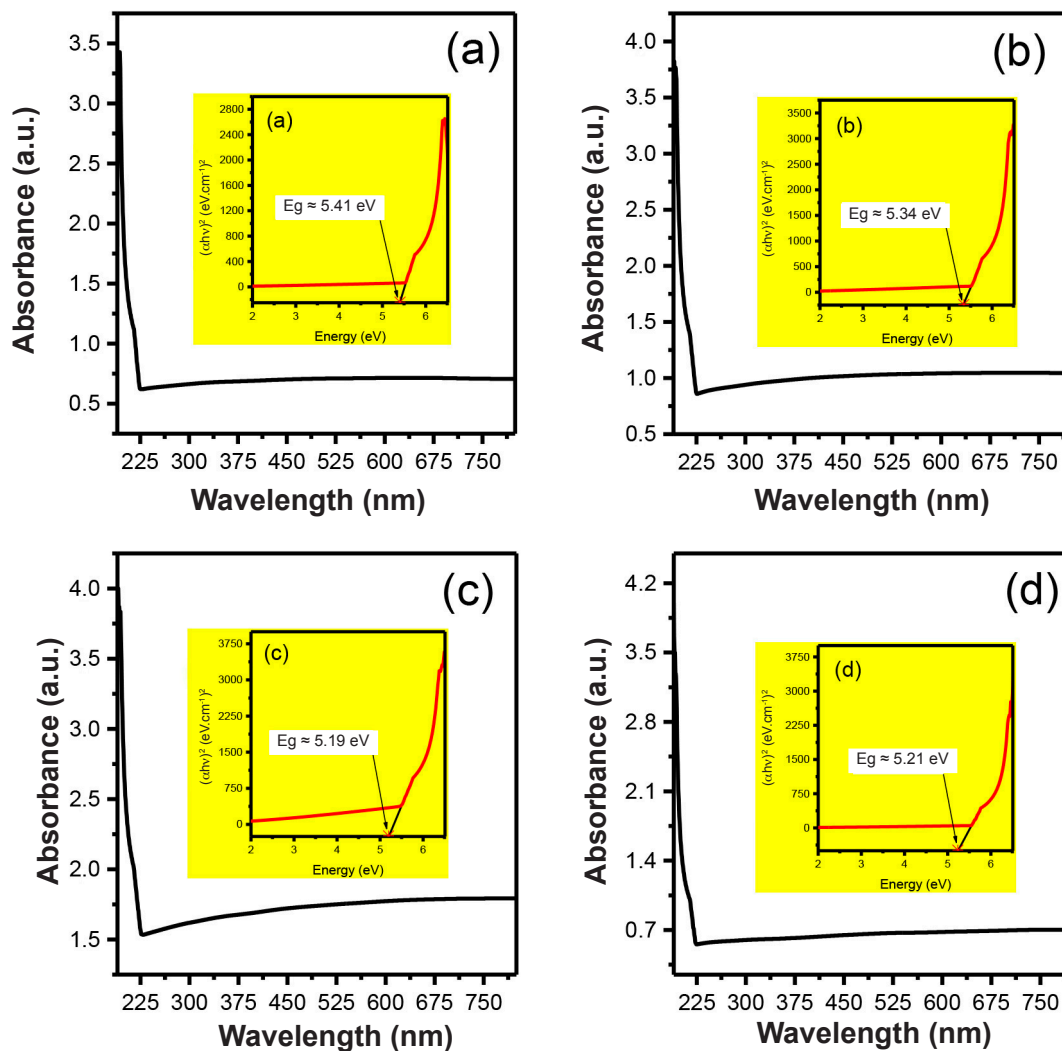 (a)
Absorbance (a.u.)
3.5
3.0
2.5
2.0
1.5
1.0
0.5
225 300 375 450 525 600 675 750
Wavelength (nm)
(a)
(αhν)² (eV.cm⁻¹)²
2800
2400
2000
1600
1200
800
400
0
2 3 4 5 6
Energy (eV)
Eg ≈ 5.41 eV
(b)
Absorbance (a.u.)
4.0
3.5
3.0
2.5
2.0
1.5
1.0
0.5
225 300 375 450 525 600 675 750
Wavelength (nm)
(b)
(αhν)² (eV.cm⁻¹)²
3500
3000
2500
2000
1500
1000
500
0
2 3 4 5 6
Energy (eV)
Eg ≈ 5.34 eV
(c)
Absorbance (a.u.)
4.0
3.5
3.0
2.5
2.0
1.5
225 300 375 450 525 600 675 750
Wavelength (nm)
(c)
(αhν)² (eV.cm⁻¹)²
3750
3000
2250
1500
750
0
2 3 4 5 6
Energy (eV)
Eg ≈ 5.19 eV
(d)
Absorbance (a.u.)
4.2
3.5
2.8
2.1
1.4
0.7
225 300 375 450 525 600 675 750
Wavelength (nm)
(d)
(αhν)² (eV.cm⁻¹)²
3750
3000
2250
1500
750
0
2 3 4 5 6
Energy (eV)
Eg ≈ 5.21 eV